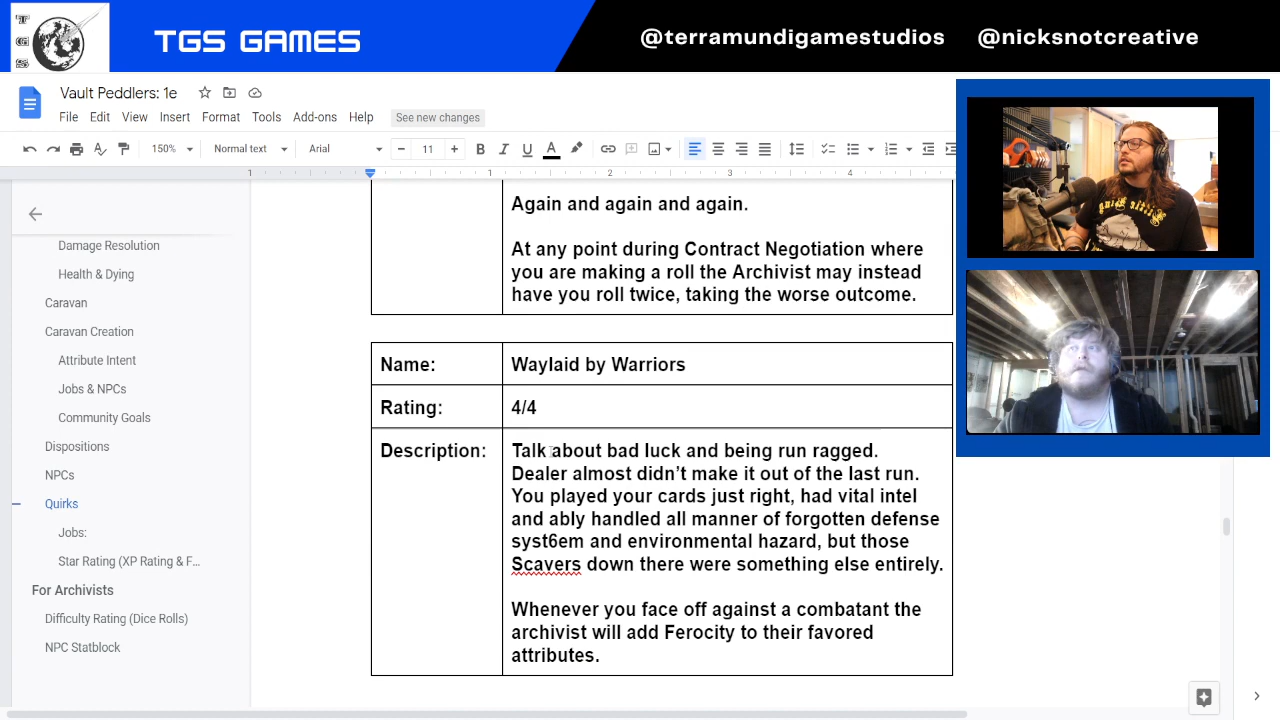 T
G
S
TGS GAMES
@terramundigamestudios @nicksnotcreative
Vault Peddlers: 1e
File Edit View Insert Format Tools Add-ons Help See new changes
150% Normal text Arial 11
1 1 2 3 4
Damage Resolution
Health & Dying
Caravan
Caravan Creation
Attribute Intent
Jobs & NPCs
Community Goals
Dispositions
NPCs
Quirks
Jobs:
Star Rating (XP Rating & F...
For Archivists
Difficulty Rating (Dice Rolls)
NPC Statblock
Again and again and again.
At any point during Contract Negotiation where
you are making a roll the Archivist may instead
have you roll twice, taking the worse outcome.
Name: Waylaid by Warriors
Rating: 4/4
Description: Talk about bad luck and being run ragged.
Dealer almost didn't make it out of the last run.
You played your cards just right, had vital intel
and ably handled all manner of forgotten defense
syst6em and environmental hazard, but those
Scavers down there were something else entirely.
Whenever you face off against a combatant the
archivist will add Ferocity to their favored
attributes.